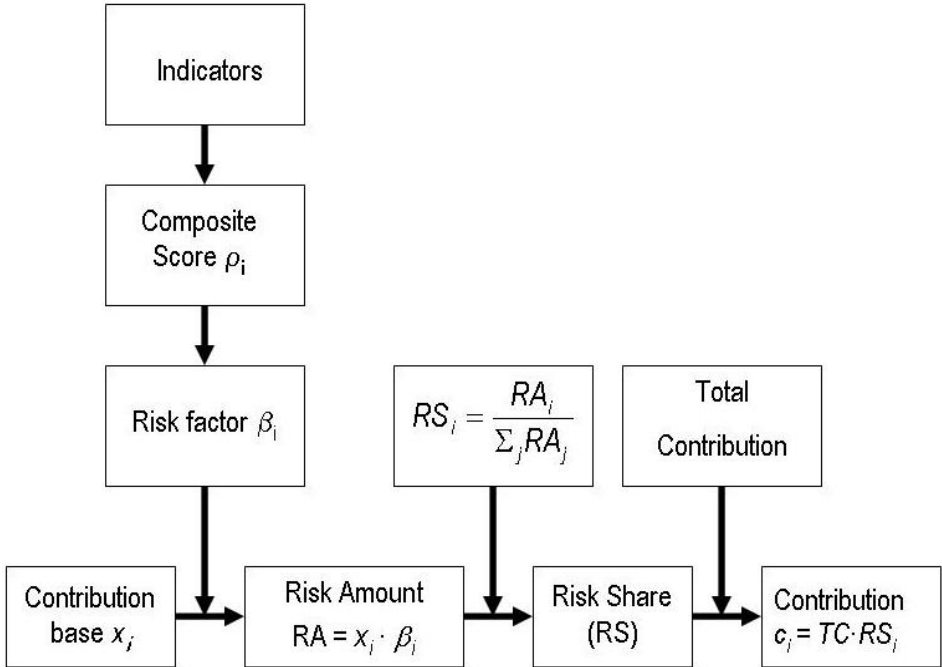 Indicators
Composite
Score ρi
Risk factor βi
RSi = RAi / ΣjRAj
Total
Contribution
Contribution
base xi
Risk Amount
RA = xi · βi
Risk Share
(RS)
Contribution
ci = TC·RSi